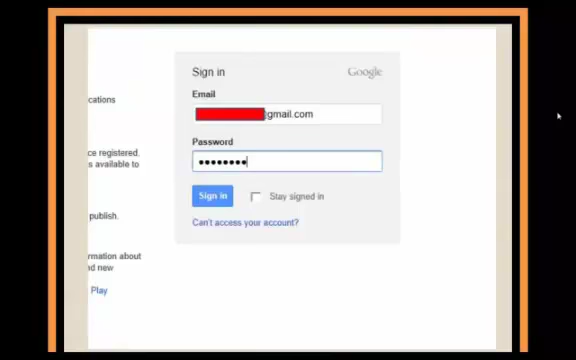 Sign in Google
Email
@gmail.com
Password
Sign in Stay signed in
Can't access your account?
cations
ce registered.
s available to
publish.
rmation about
nd new
Play